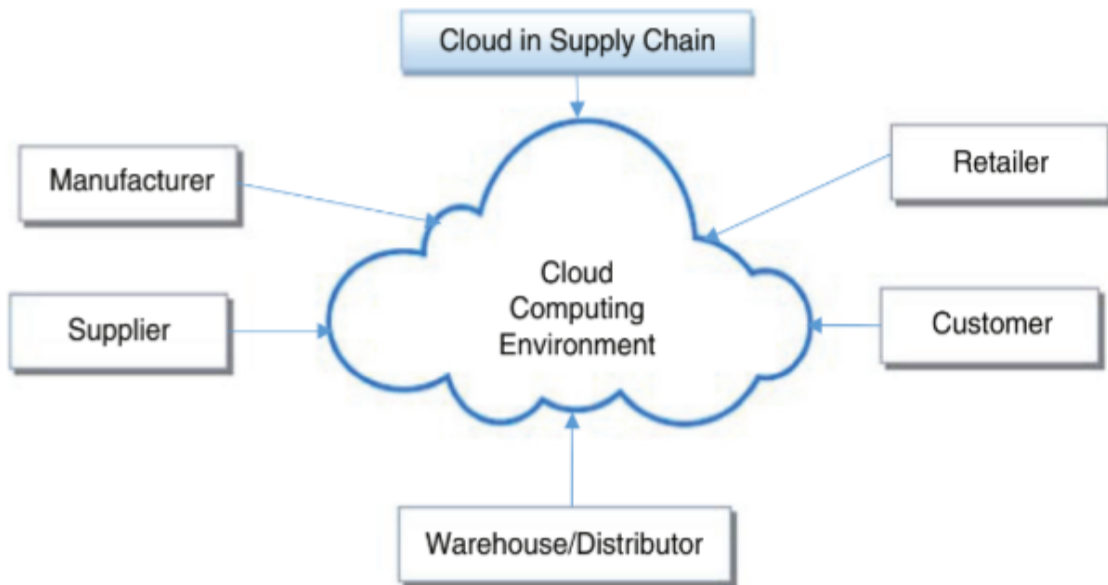 Cloud in Supply Chain
Manufacturer
Retailer
Cloud
Computing
Environment
Supplier
Customer
Warehouse/Distributor